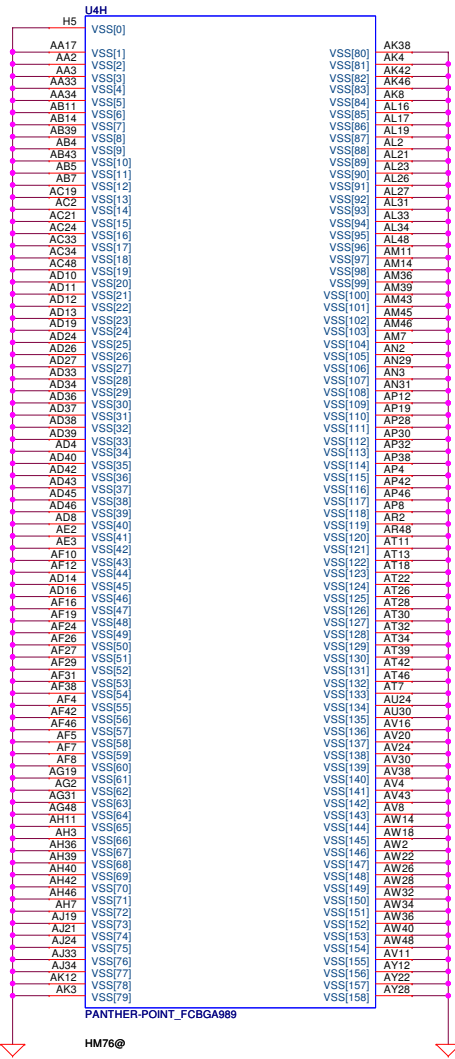 U4H
H5 VSS[0]
AA17 VSS[1] VSS[80] AK38
AA2 VSS[2] VSS[81] AK4
AA3 VSS[3] VSS[82] AK42
AA33 VSS[4] VSS[83] AK46
AA34 VSS[5] VSS[84] AK8
AB11 VSS[6] VSS[85] AL16
AB14 VSS[7] VSS[86] AL17
AB39 VSS[8] VSS[87] AL19
AB4 VSS[9] VSS[88] AL2
AB43 VSS[10] VSS[89] AL21
AB5 VSS[11] VSS[90] AL23
AB7 VSS[12] VSS[91] AL26
AC19 VSS[13] VSS[92] AL27
AC2 VSS[14] VSS[93] AL31
AC21 VSS[15] VSS[94] AL33
AC24 VSS[16] VSS[95] AL34
AC33 VSS[17] VSS[96] AL48
AC34 VSS[18] VSS[97] AM11
AC48 VSS[19] VSS[98] AM14
AD10 VSS[20] VSS[99] AM36
AD11 VSS[21] VSS[100] AM39
AD12 VSS[22] VSS[101] AM43
AD13 VSS[23] VSS[102] AM45
AD19 VSS[24] VSS[103] AM46
AD24 VSS[25] VSS[104] AM7
AD26 VSS[26] VSS[105] AN2
AD27 VSS[27] VSS[106] AN29
AD33 VSS[28] VSS[107] AN3
AD34 VSS[29] VSS[108] AN31
AD36 VSS[30] VSS[109] AP12
AD37 VSS[31] VSS[110] AP19
AD38 VSS[32] VSS[111] AP28
AD39 VSS[33] VSS[112] AP30
AD4 VSS[34] VSS[113] AP32
AD40 VSS[35] VSS[114] AP38
AD42 VSS[36] VSS[115] AP4
AD43 VSS[37] VSS[116] AP42
AD45 VSS[38] VSS[117] AP46
AD46 VSS[39] VSS[118] AP8
AD8 VSS[40] VSS[119] AR2
AE2 VSS[41] VSS[120] AR48
AE3 VSS[42] VSS[121] AT11
AF10 VSS[43] VSS[122] AT13
AF12 VSS[44] VSS[123] AT18
AD14 VSS[45] VSS[124] AT22
AD16 VSS[46] VSS[125] AT26
AF16 VSS[47] VSS[126] AT28
AF19 VSS[48] VSS[127] AT30
AF24 VSS[49] VSS[128] AT32
AF26 VSS[50] VSS[129] AT34
AF27 VSS[51] VSS[130] AT39
AF29 VSS[52] VSS[131] AT42
AF31 VSS[53] VSS[132] AT46
AF38 VSS[54] VSS[133] AT7
AF4 VSS[55] VSS[134] AU24
AF42 VSS[56] VSS[135] AU30
AF46 VSS[57] VSS[136] AV16
AF5 VSS[58] VSS[137] AV20
AF7 VSS[59] VSS[138] AV24
AF8 VSS[60] VSS[139] AV30
AG19 VSS[61] VSS[140] AV38
AG2 VSS[62] VSS[141] AV4
AG31 VSS[63] VSS[142] AV43
AG48 VSS[64] VSS[143] AV8
AH11 VSS[65] VSS[144] AW14
AH3 VSS[66] VSS[145] AW18
AH36 VSS[67] VSS[146] AW2
AH39 VSS[68] VSS[147] AW22
AH40 VSS[69] VSS[148] AW26
AH42 VSS[70] VSS[149] AW28
AH46 VSS[71] VSS[150] AW32
AH7 VSS[72] VSS[151] AW34
AJ19 VSS[73] VSS[152] AW36
AJ21 VSS[74] VSS[153] AW40
AJ24 VSS[75] VSS[154] AW48
AJ33 VSS[76] VSS[155] AV11
AJ34 VSS[77] VSS[156] AY12
AK12 VSS[78] VSS[157] AY22
AK3 VSS[79] VSS[158] AY28
PANTHER-POINT_FCBGA989
HM76@